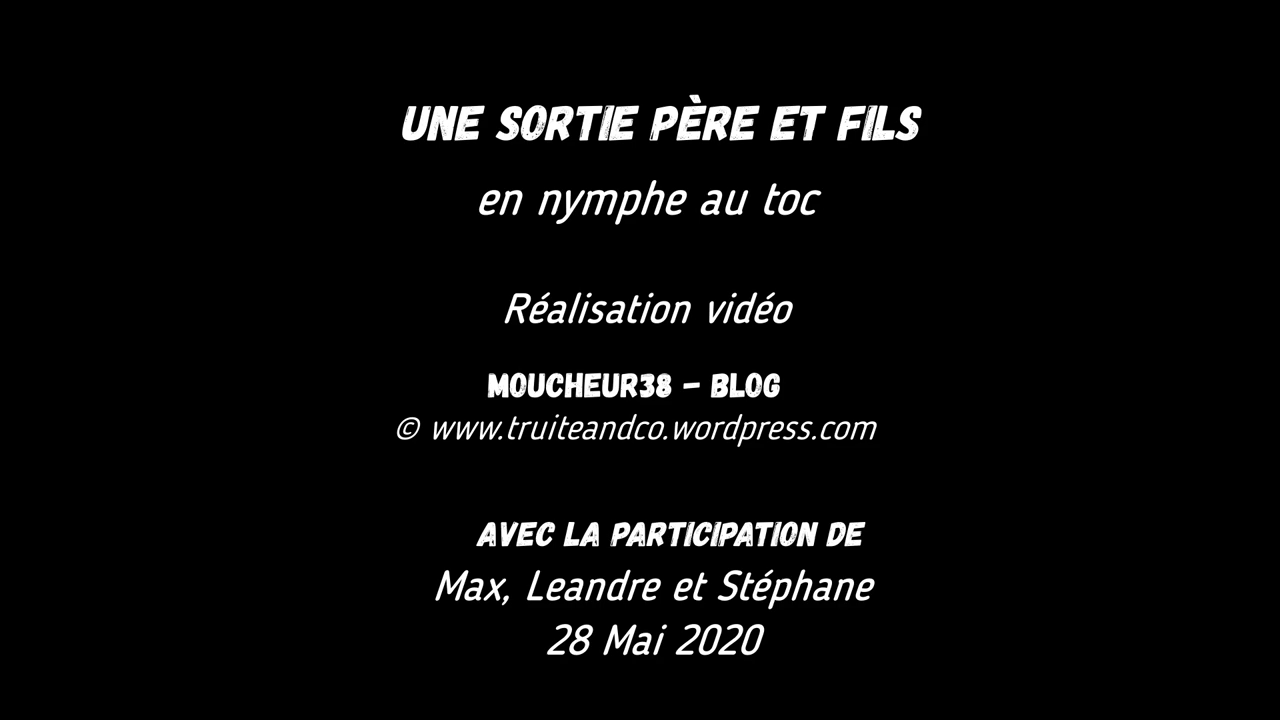 UNE SORTIE PÈRE ET FILS
en nymphe au toc
Réalisation vidéo
MOUCHEUR38 - BLOG
© www.truiteandco.wordpress.com
AVEC LA PARTICIPATION DE
Max, Leandre et Stéphane
28 Mai 2020